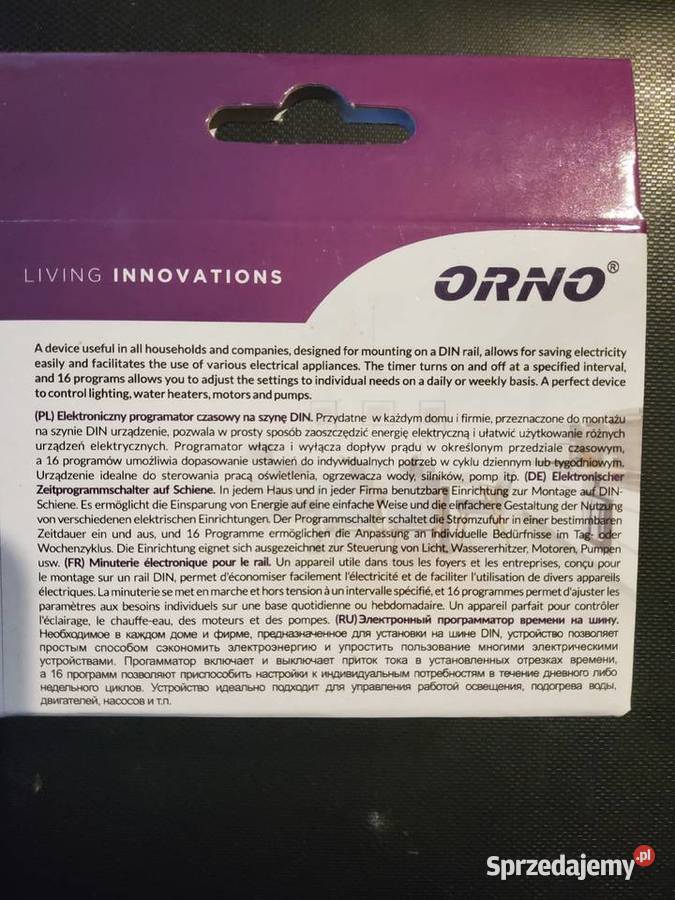 LIVING INNOVATIONS
ORNO®
A device useful in all households and companies, designed for mounting on a DIN rail, allows for saving electricity
easily and facilitates the use of various electrical appliances. The timer turns on and off at a specified interval,
and 16 programs allows you to adjust the settings to individual needs on a daily or weekly basis. A perfect device
to control lighting, water heaters, motors and pumps.
(PL) Elektroniczny programator czasowy na szynę DIN. Przydatne w każdym domu i firmie, przeznaczone do montażu
na szynie DIN urządzenie, pozwala w prosty sposób zaoszczędzić energię elektryczną i ułatwić użytkowanie różnych
urządzeń elektrycznych. Programator włącza i wyłącza dopływ prądu w określonym przedziale czasowym,
a 16 programów umożliwia dopasowanie ustawień do indywidualnych potrzeb w cyklu dziennym lub tygodniowym.
Urządzenie idealne do sterowania pracą oświetlenia, ogrzewacza wody, silników, pomp itp. (DE) Elektronischer
Zeitprogrammschalter auf Schiene. In jedem Haus und in jeder Firma benutzbare Einrichtung zur Montage auf DIN-
Schiene. Es ermöglicht die Einsparung von Energie auf eine einfache Weise und die einfachere Gestaltung der Nutzung
von verschiedenen elektrischen Einrichtungen. Der Programmschalter schaltet die Stromzufuhr in einer bestimmbaren
Zeitdauer ein und aus, und 16 Programme ermöglichen die Anpassung an individuelle Bedürfnisse im Tag- oder
Wochenzyklus. Die Einrichtung eignet sich ausgezeichnet zur Steuerung von Licht, Wassererhitzer, Motoren, Pumpen
usw. (FR) Minuterie électronique pour le rail. Un appareil utile dans tous les foyers et les entreprises, conçu pour
le montage sur un rail DIN, permet d'économiser facilement l'électricité et de faciliter l'utilisation de divers appareils
électriques. La minuterie se met en marche et hors tension à un intervalle spécifié, et 16 programmes permet d'ajuster les
paramètres aux besoins individuels sur une base quotidienne ou hebdomadaire. Un appareil parfait pour contrôler
l'éclairage, le chauffe-eau, des moteurs et des pompes. (RU) Электронный программатор времени на шину.
Необходимое в каждом доме и фирме, предназначенное для установки на шине DIN, устройство позволяет
простым способом сэкономить электроэнергию и упростить пользование многими электрическими
устройствами. Прогамматор включает и выключает приток тока в установленных отрезках времени,
а 16 программ позволяют приспособить настройки к индивидуальным потребностям в течение дневного либо
недельного циклов. Устройство идеально подходит для управления работой освещения, подогрева воды,
двигателей, насосов и т.п.
Sprzedajemy.pl